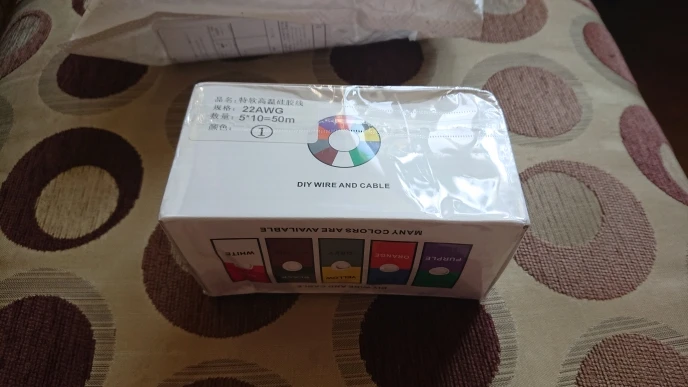 品名:特软高温硅胶线
规格: 22AWG
数量: 5*10=50m
颜色: ①
DIY WIRE AND CABLE
MANY COLORS ARE AVAILABLE
WHITE
ORANGE
PURPLE